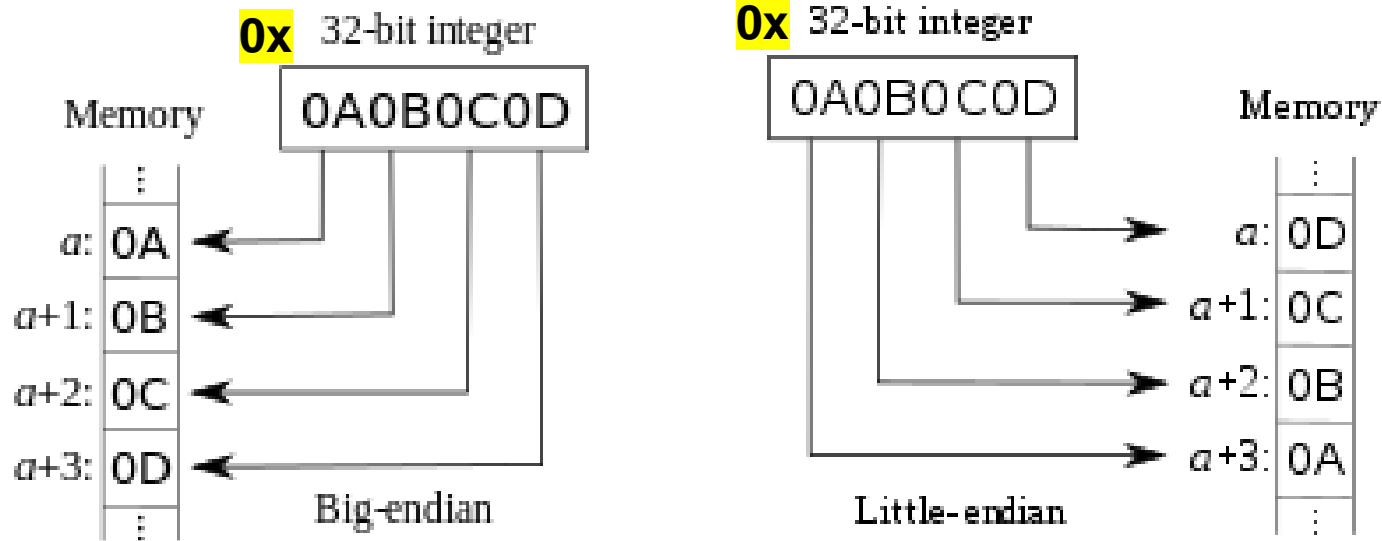 0x 32-bit integer
0A0B0C0D
Memory
⋮
a: 0A
a+1: 0B
a+2: 0C
a+3: 0D
⋮
Big-endian
0x 32-bit integer
0A0B0C0D
Memory
⋮
a: 0D
a+1: 0C
a+2: 0B
a+3: 0A
⋮
Little-endian